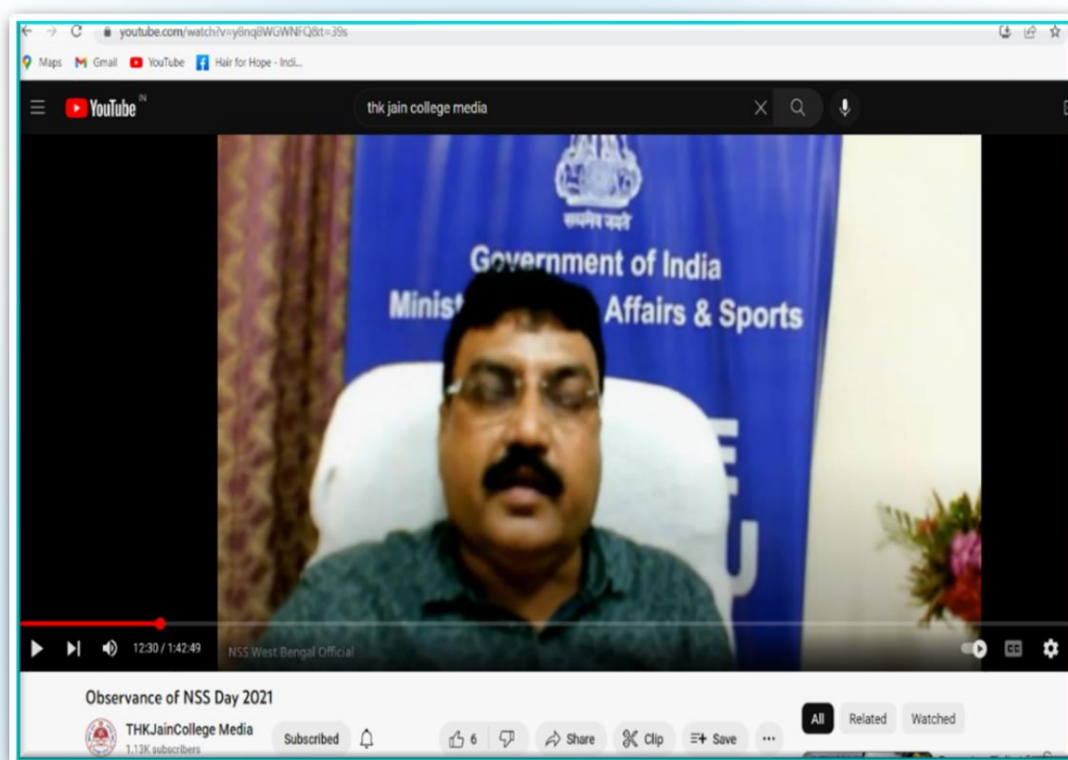 youtube.com/watch?v=y8nq8WGWNFQ&t=39s
Maps Gmail YouTube Hair for Hope - Indi...
YouTube IN
thk jain college media
सत्यमेव जयते
Government of India
Minist Affairs & Sports
U
12:30 / 1:42:49
NSS West Bengal Official
CC
Observance of NSS Day 2021
THKJainCollege Media
1.13K subscribers
Subscribed
6
Share
Clip
Save
...
All
Related
Watched